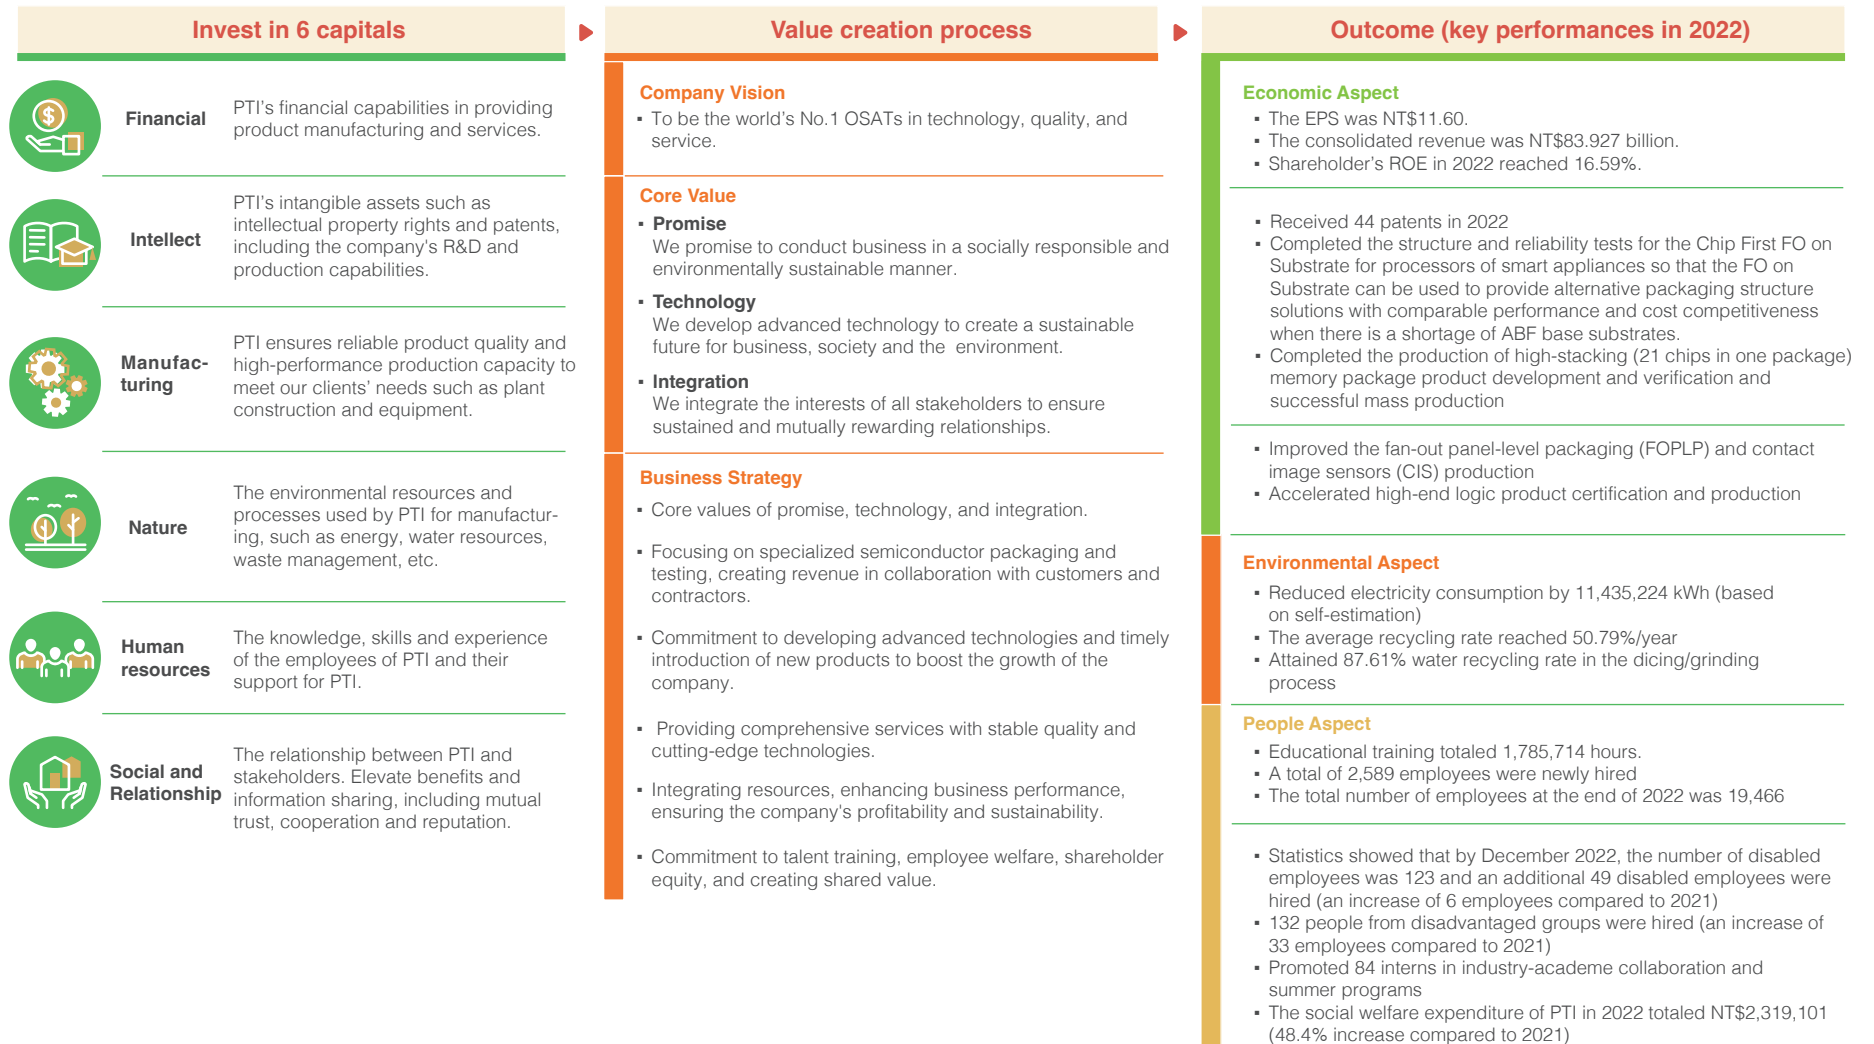 Invest in 6 capitals
Financial
PTI's financial capabilities in providing
product manufacturing and services.
Intellect
PTI's intangible assets such as
intellectual property rights and patents,
including the company's R&D and
production capabilities.
Manufac-
turing
PTI ensures reliable product quality and
high-performance production capacity to
meet our clients' needs such as plant
construction and equipment.
Nature
The environmental resources and
processes used by PTI for manufactur-
ing, such as energy, water resources,
waste management, etc.
Human
resources
The knowledge, skills and experience
of the employees of PTI and their
support for PTI.
Social and
Relationship
The relationship between PTI and
stakeholders. Elevate benefits and
information sharing, including mutual
trust, cooperation and reputation.
Value creation process
Company Vision
▪ To be the world's No.1 OSATs in technology, quality, and
service.
Core Value
▪ Promise
We promise to conduct business in a socially responsible and
environmentally sustainable manner.
▪ Technology
We develop advanced technology to create a sustainable
future for business, society and the environment.
▪ Integration
We integrate the interests of all stakeholders to ensure
sustained and mutually rewarding relationships.
Business Strategy
▪ Core values of promise, technology, and integration.
▪ Focusing on specialized semiconductor packaging and
testing, creating revenue in collaboration with customers and
contractors.
▪ Commitment to developing advanced technologies and timely
introduction of new products to boost the growth of the
company.
▪ Providing comprehensive services with stable quality and
cutting-edge technologies.
▪ Integrating resources, enhancing business performance,
ensuring the company's profitability and sustainability.
▪ Commitment to talent training, employee welfare, shareholder
equity, and creating shared value.
Outcome (key performances in 2022)
Economic Aspect
▪ The EPS was NT$11.60.
▪ The consolidated revenue was NT$83.927 billion.
▪ Shareholder's ROE in 2022 reached 16.59%.
▪ Received 44 patents in 2022
▪ Completed the structure and reliability tests for the Chip First FO on
Substrate for processors of smart appliances so that the FO on
Substrate can be used to provide alternative packaging structure
solutions with comparable performance and cost competitiveness
when there is a shortage of ABF base substrates.
▪ Completed the production of high-stacking (21 chips in one package)
memory package product development and verification and
successful mass production
▪ Improved the fan-out panel-level packaging (FOPLP) and contact
image sensors (CIS) production
▪ Accelerated high-end logic product certification and production
Environmental Aspect
▪ Reduced electricity consumption by 11,435,224 kWh (based
on self-estimation)
▪ The average recycling rate reached 50.79%/year
▪ Attained 87.61% water recycling rate in the dicing/grinding
process
People Aspect
▪ Educational training totaled 1,785,714 hours.
▪ A total of 2,589 employees were newly hired
▪ The total number of employees at the end of 2022 was 19,466
▪ Statistics showed that by December 2022, the number of disabled
employees was 123 and an additional 49 disabled employees were
hired (an increase of 6 employees compared to 2021)
▪ 132 people from disadvantaged groups were hired (an increase of
33 employees compared to 2021)
▪ Promoted 84 interns in industry-academe collaboration and
summer programs
▪ The social welfare expenditure of PTI in 2022 totaled NT$2,319,101
(48.4% increase compared to 2021)